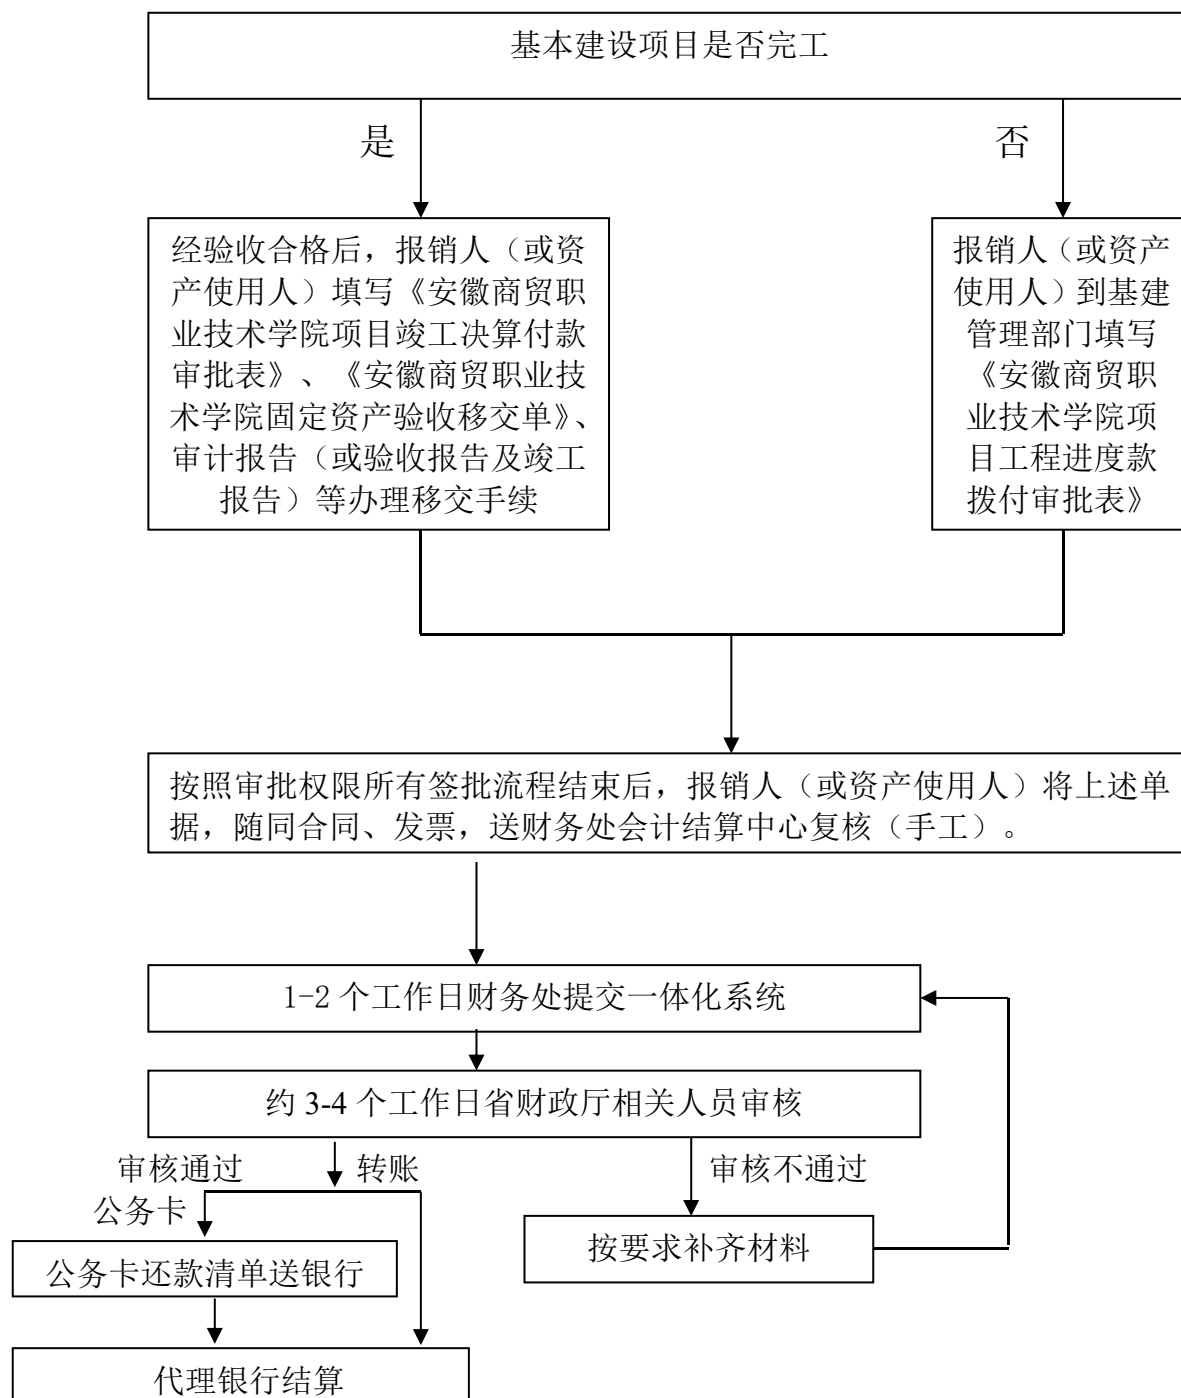 基本建设项目是否完工
是
否
经验收合格后，报销人（或资
产使用人）填写《安徽商贸职
业技术学院项目竣工决算付款
审批表》、《安徽商贸职业技
术学院固定资产验收移交单》、
审计报告（或验收报告及竣工
报告）等办理移交手续
报销人（或资产
使用人）到基建
管理部门填写
《安徽商贸职
业技术学院项
目工程进度款
拨付审批表》
按照审批权限所有签批流程结束后，报销人（或资产使用人）将上述单
据，随同合同、发票，送财务处会计结算中心复核（手工）。
1-2 个工作日财务处提交一体化系统
约 3-4 个工作日省财政厅相关人员审核
审核通过
转账
审核不通过
公务卡
按要求补齐材料
公务卡还款清单送银行
代理银行结算